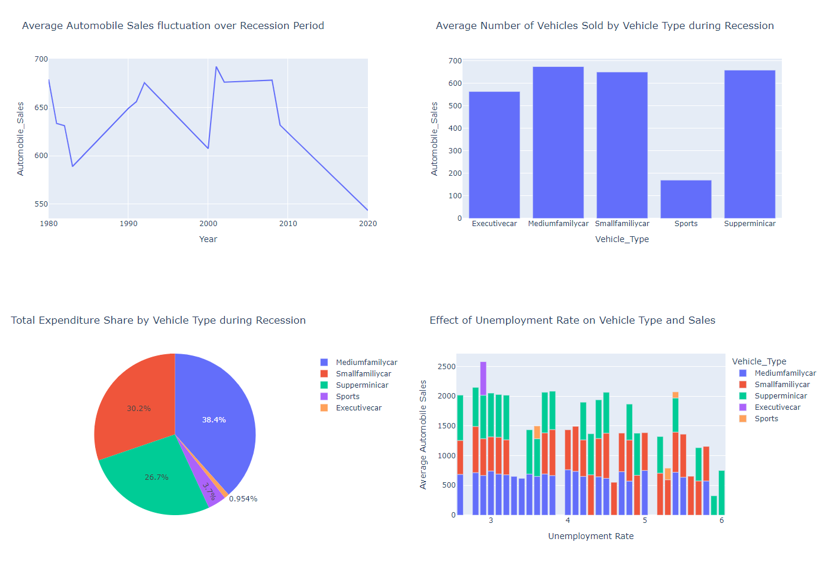 Average Automobile Sales fluctuation over Recession Period
700
650
600
550
Automobile_Sales
1980
1990
2000
2010
2020
Year
Average Number of Vehicles Sold by Vehicle Type during Recession
700
600
500
400
300
200
100
0
Automobile_Sales
Executivecar
Mediumfamilycar
Smallfamiliycar
Sports
Supperminicar
Vehicle_Type
Total Expenditure Share by Vehicle Type during Recession
38.4%
30.2%
26.7%
3.7%
0.954%
Mediumfamilycar
Smallfamiliycar
Supperminicar
Sports
Executivecar
Effect of Unemployment Rate on Vehicle Type and Sales
2500
2000
1500
1000
500
0
Average Automobile Sales
3
4
5
6
Unemployment Rate
Vehicle_Type
Mediumfamilycar
Smallfamiliycar
Supperminicar
Executivecar
Sports